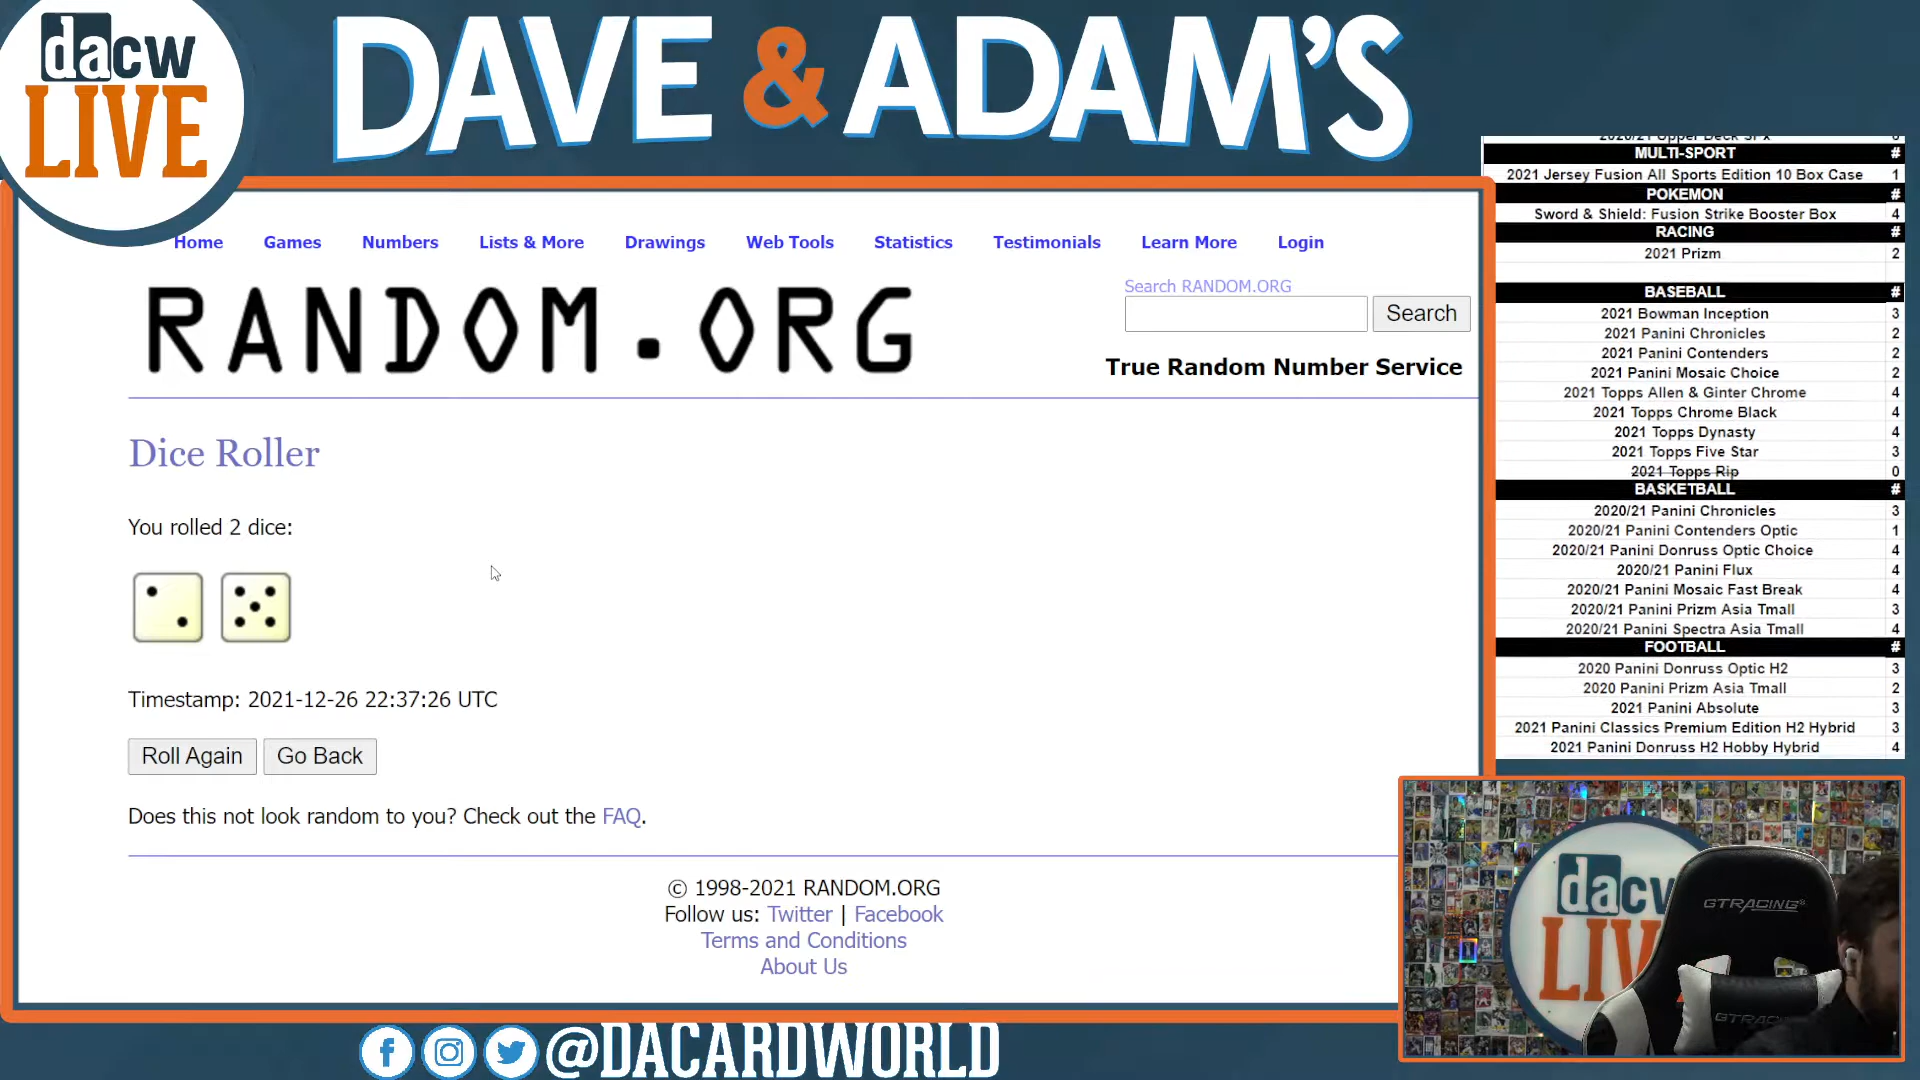 dacw
LIVE
DAVE & ADAM'S
Home Games Numbers Lists & More Drawings Web Tools Statistics Testimonials Learn More Login
RANDOM.ORG
Search RANDOM.ORG
Search
True Random Number Service
Dice Roller
You rolled 2 dice:
Timestamp: 2021-12-26 22:37:26 UTC
Roll Again Go Back
Does this not look random to you? Check out the FAQ.
© 1998-2021 RANDOM.ORG
Follow us: Twitter | Facebook
Terms and Conditions
About Us
2020/21 Upper Deck SPx
MULTI-SPORT #
2021 Jersey Fusion All Sports Edition 10 Box Case 1
POKEMON #
Sword & Shield: Fusion Strike Booster Box 4
RACING #
2021 Prizm 2
BASEBALL #
2021 Bowman Inception 3
2021 Panini Chronicles 2
2021 Panini Contenders 2
2021 Panini Mosaic Choice 2
2021 Topps Allen & Ginter Chrome 4
2021 Topps Chrome Black 4
2021 Topps Dynasty 4
2021 Topps Five Star 3
2021 Topps Rip 0
BASKETBALL #
2020/21 Panini Chronicles 3
2020/21 Panini Contenders Optic 1
2020/21 Panini Donruss Optic Choice 4
2020/21 Panini Flux 4
2020/21 Panini Mosaic Fast Break 4
2020/21 Panini Prizm Asia Tmall 3
2020/21 Panini Spectra Asia Tmall 4
FOOTBALL #
2020 Panini Donruss Optic H2 3
2020 Panini Prizm Asia Tmall 2
2021 Panini Absolute 3
2021 Panini Classics Premium Edition H2 Hybrid 3
2021 Panini Donruss H2 Hobby Hybrid 4
dacw
LIV
GTRACING
GTRACING
@DACARDWORLD